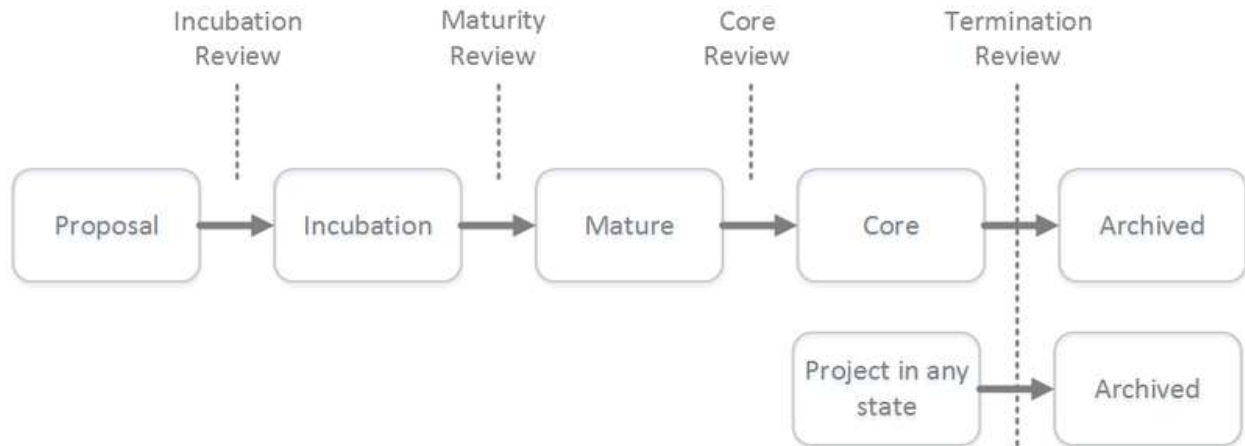 Incubation
Review
Maturity
Review
Core
Review
Termination
Review
Proposal
Incubation
Mature
Core
Archived
Project in any
state
Archived